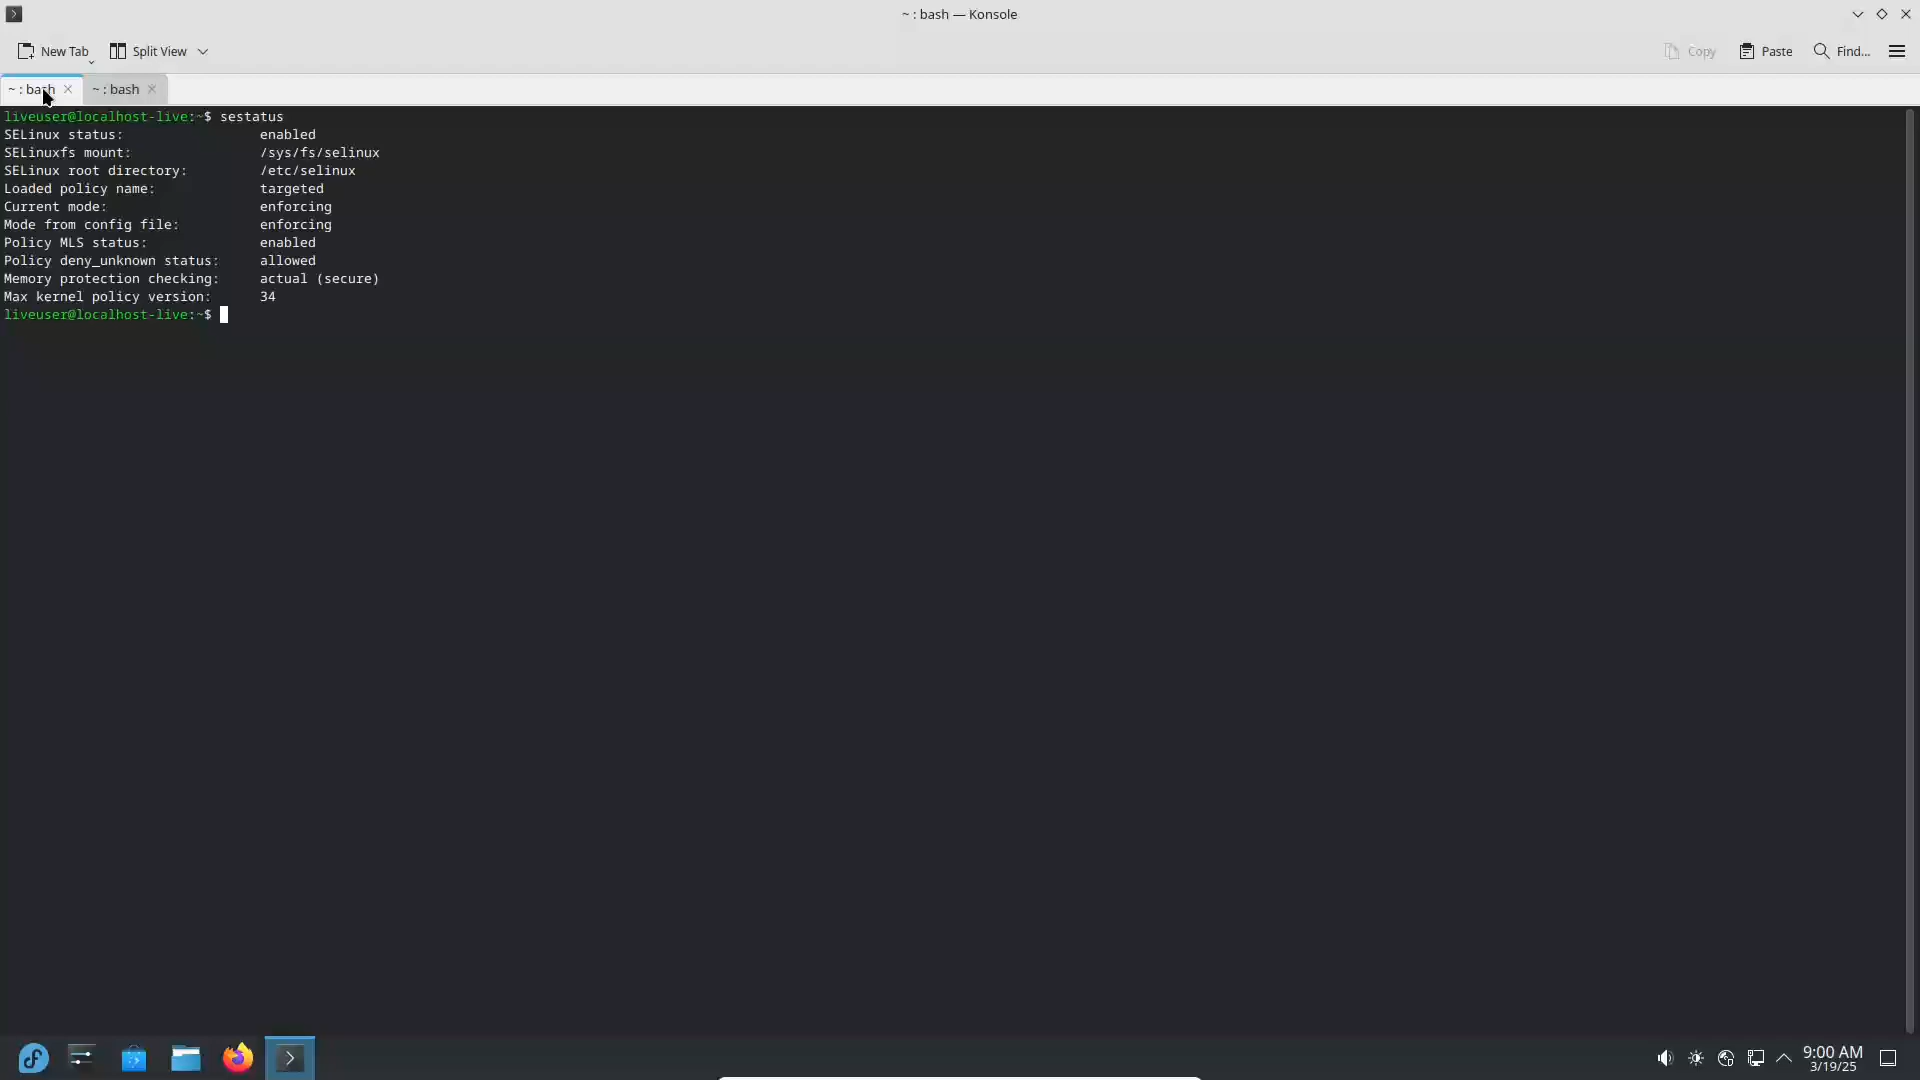 ~ : bash — Konsole
New Tab
Split View
Copy
Paste
Find...
~ : bash
~ : bash
liveuser@localhost-live:~$ sestatus
SELinux status:                 enabled
SELinuxfs mount:                /sys/fs/selinux
SELinux root directory:         /etc/selinux
Loaded policy name:             targeted
Current mode:                   enforcing
Mode from config file:          enforcing
Policy MLS status:              enabled
Policy deny_unknown status:     allowed
Memory protection checking:     actual (secure)
Max kernel policy version:      34
liveuser@localhost-live:~$
9:00 AM
3/19/25